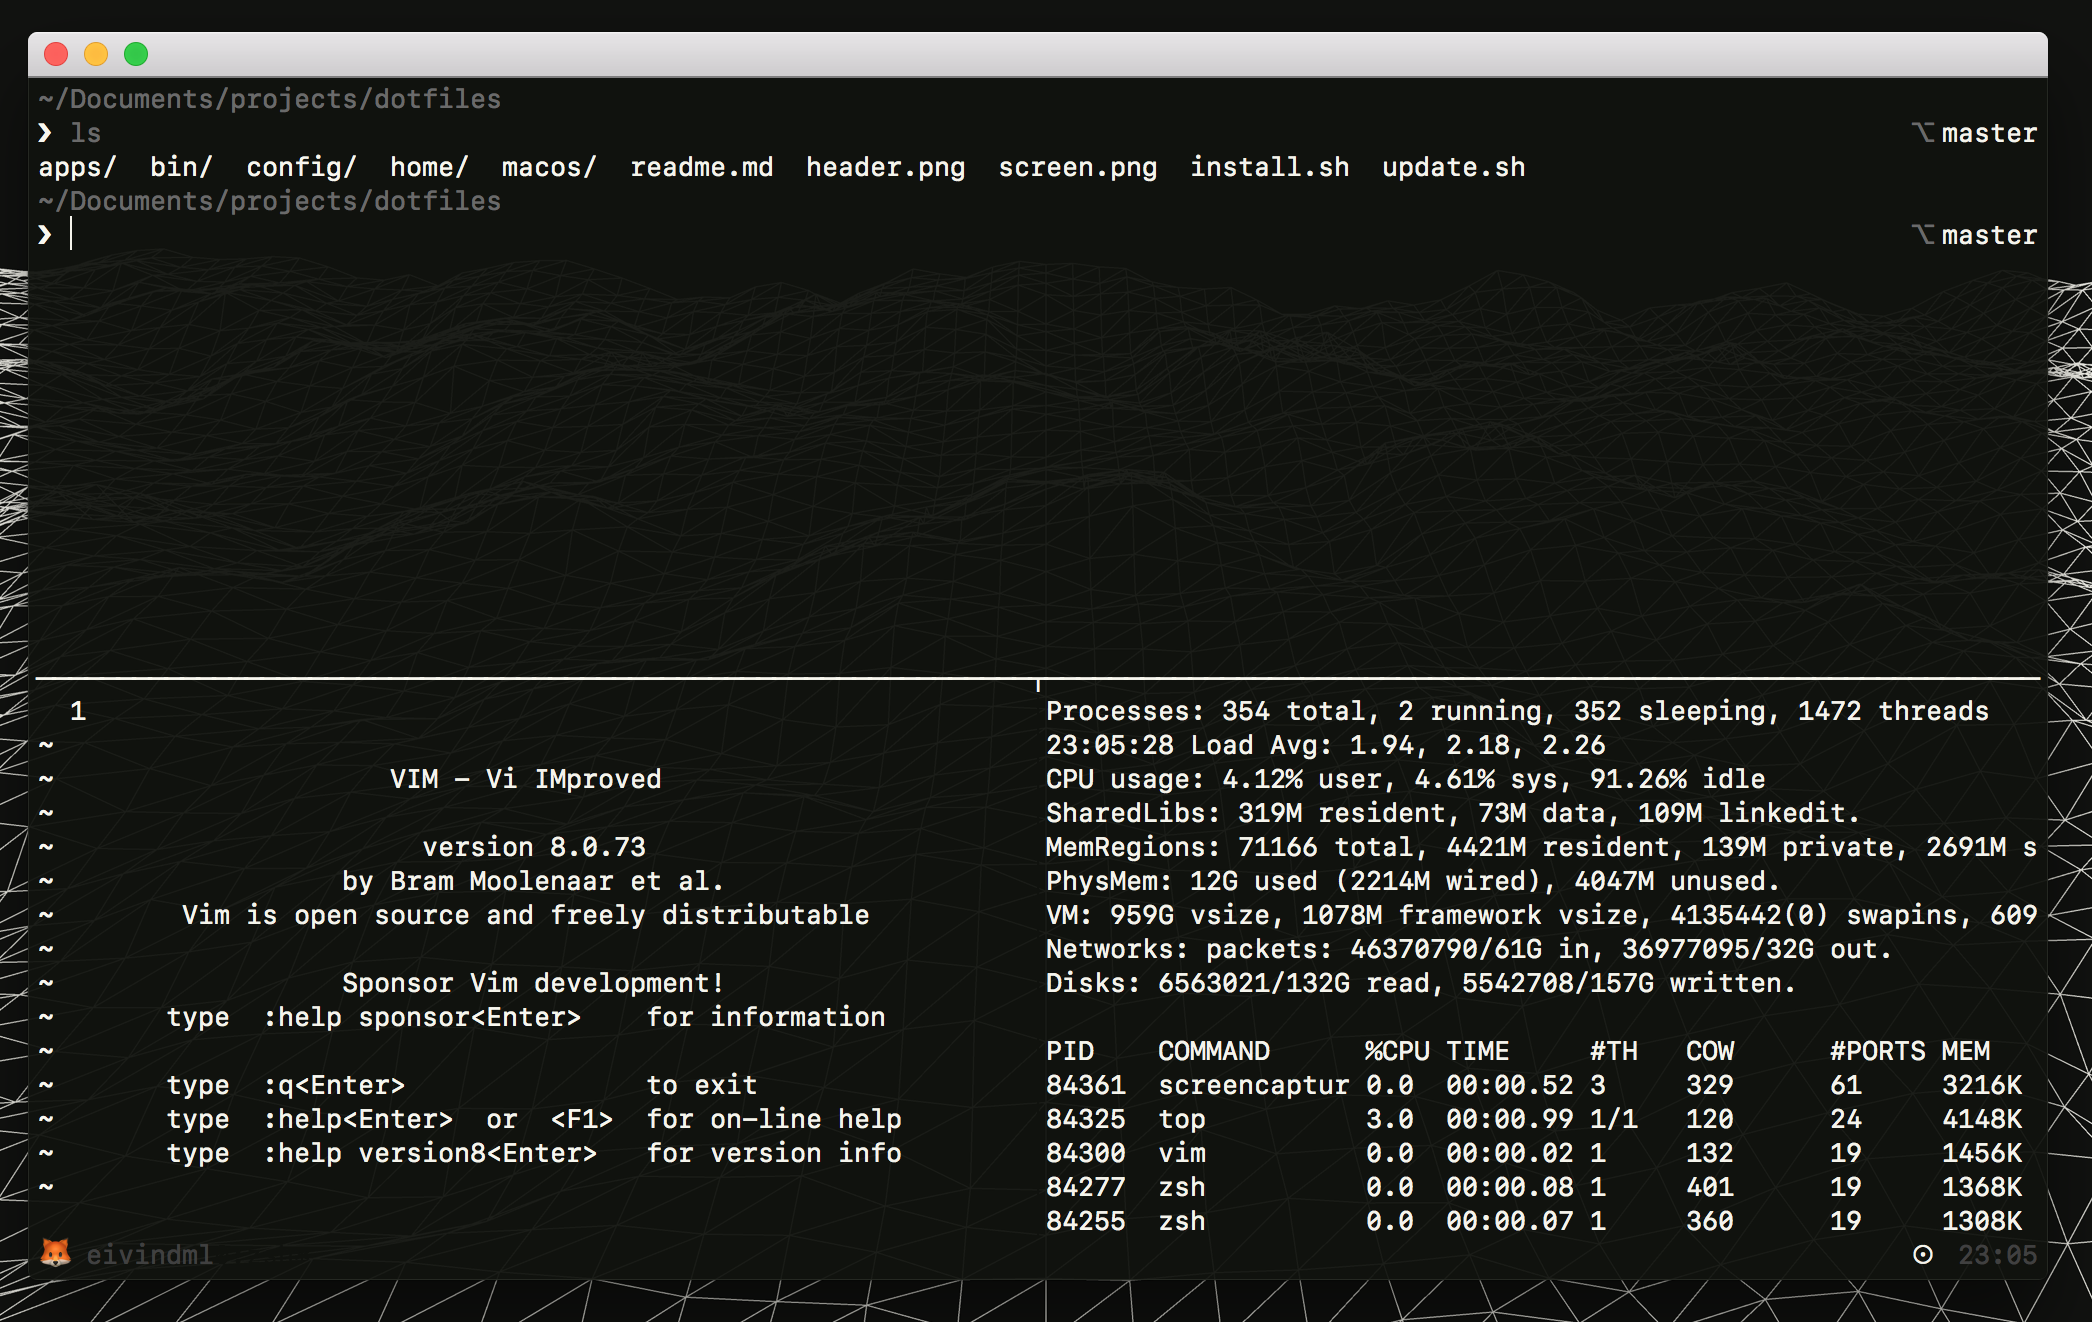 ~/Documents/projects/dotfiles
❯ ls ⌥ master
apps/ bin/ config/ home/ macos/ readme.md header.png screen.png install.sh update.sh
~/Documents/projects/dotfiles
❯ ⌥ master
1
~
~ VIM – Vi IMproved
~
~ version 8.0.73
~ by Bram Moolenaar et al.
~ Vim is open source and freely distributable
~
~ Sponsor Vim development!
~ type :help sponsor<Enter> for information
~
~ type :q<Enter> to exit
~ type :help<Enter> or <F1> for on-line help
~ type :help version8<Enter> for version info
~
Processes: 354 total, 2 running, 352 sleeping, 1472 threads
23:05:28 Load Avg: 1.94, 2.18, 2.26
CPU usage: 4.12% user, 4.61% sys, 91.26% idle
SharedLibs: 319M resident, 73M data, 109M linkedit.
MemRegions: 71166 total, 4421M resident, 139M private, 2691M s
PhysMem: 12G used (2214M wired), 4047M unused.
VM: 959G vsize, 1078M framework vsize, 4135442(0) swapins, 609
Networks: packets: 46370790/61G in, 36977095/32G out.
Disks: 6563021/132G read, 5542708/157G written.
PID COMMAND %CPU TIME #TH COW #PORTS MEM
84361 screencaptur 0.0 00:00.52 3 329 61 3216K
84325 top 3.0 00:00.99 1/1 120 24 4148K
84300 vim 0.0 00:00.02 1 132 19 1456K
84277 zsh 0.0 00:00.08 1 401 19 1368K
84255 zsh 0.0 00:00.07 1 360 19 1308K
🦊 eivindml ⊙ 23:05